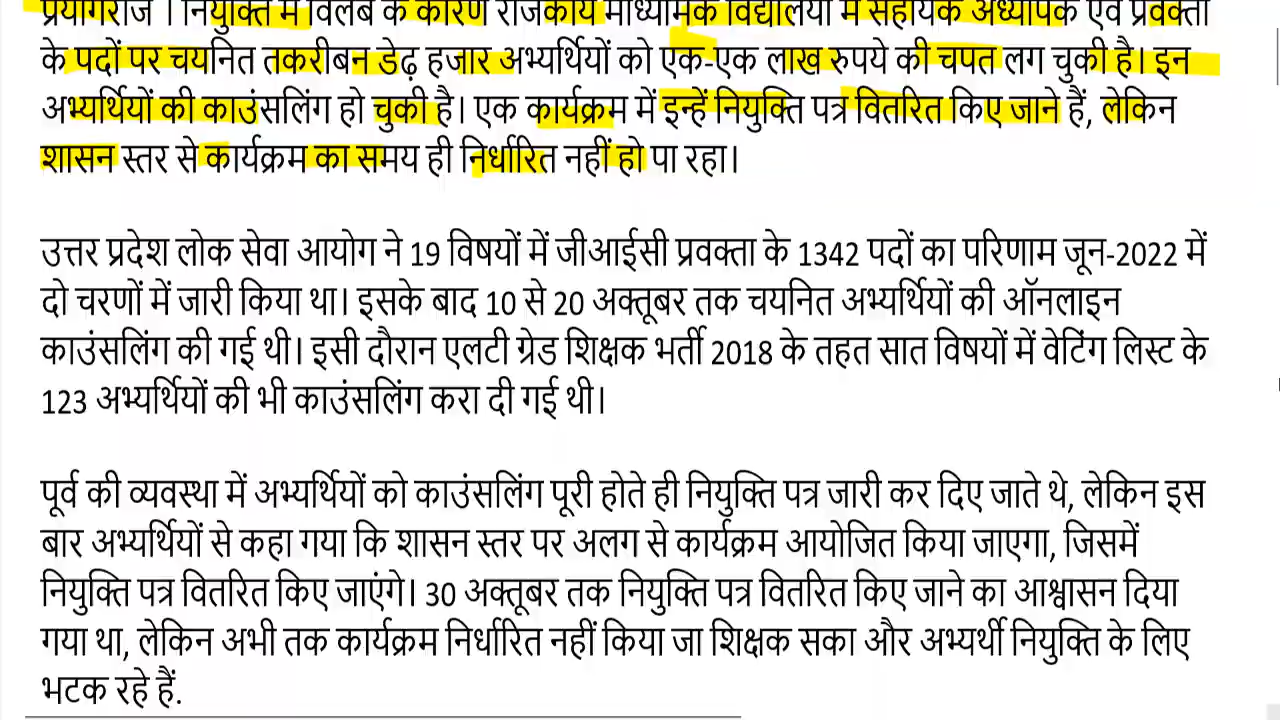 प्रयागराज । नियुक्ति में विलंब के कारण राजकीय माध्यमिक विद्यालयों में सहायक अध्यापक एवं प्रवक्ता
के पदों पर चयनित तकरीबन डेढ़ हजार अभ्यर्थियों को एक-एक लाख रुपये की चपत लग चुकी है। इन
अभ्यर्थियों की काउंसलिंग हो चुकी है। एक कार्यक्रम में इन्हें नियुक्ति पत्र वितरित किए जाने हैं, लेकिन
शासन स्तर से कार्यक्रम का समय ही निर्धारित नहीं हो पा रहा।
उत्तर प्रदेश लोक सेवा आयोग ने 19 विषयों में जीआईसी प्रवक्ता के 1342 पदों का परिणाम जून-2022 में
दो चरणों में जारी किया था। इसके बाद 10 से 20 अक्तूबर तक चयनित अभ्यर्थियों की ऑनलाइन
काउंसलिंग की गई थी। इसी दौरान एलटी ग्रेड शिक्षक भर्ती 2018 के तहत सात विषयों में वेटिंग लिस्ट के
123 अभ्यर्थियों की भी काउंसलिंग करा दी गई थी।
पूर्व की व्यवस्था में अभ्यर्थियों को काउंसलिंग पूरी होते ही नियुक्ति पत्र जारी कर दिए जाते थे, लेकिन इस
बार अभ्यर्थियों से कहा गया कि शासन स्तर पर अलग से कार्यक्रम आयोजित किया जाएगा, जिसमें
नियुक्ति पत्र वितरित किए जाएंगे। 30 अक्तूबर तक नियुक्ति पत्र वितरित किए जाने का आश्वासन दिया
गया था, लेकिन अभी तक कार्यक्रम निर्धारित नहीं किया जा शिक्षक सका और अभ्यर्थी नियुक्ति के लिए
भटक रहे हैं.